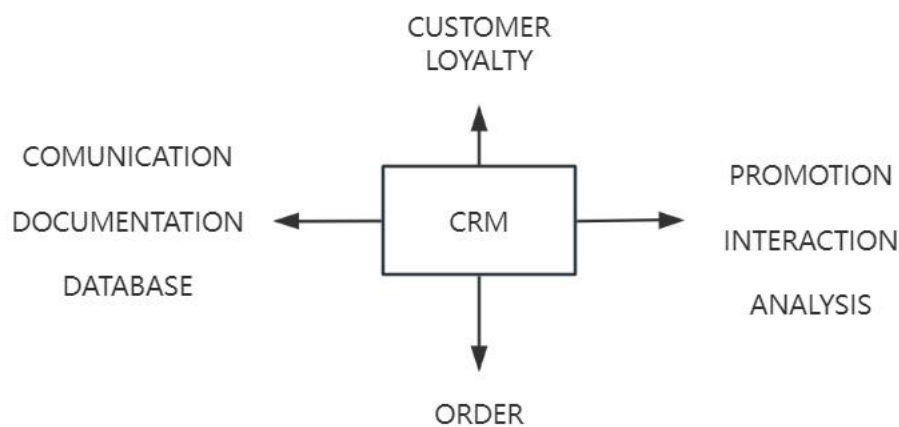 CUSTOMER
LOYALTY
COMUNICATION
DOCUMENTATION
DATABASE
CRM
PROMOTION
INTERACTION
ANALYSIS
ORDER